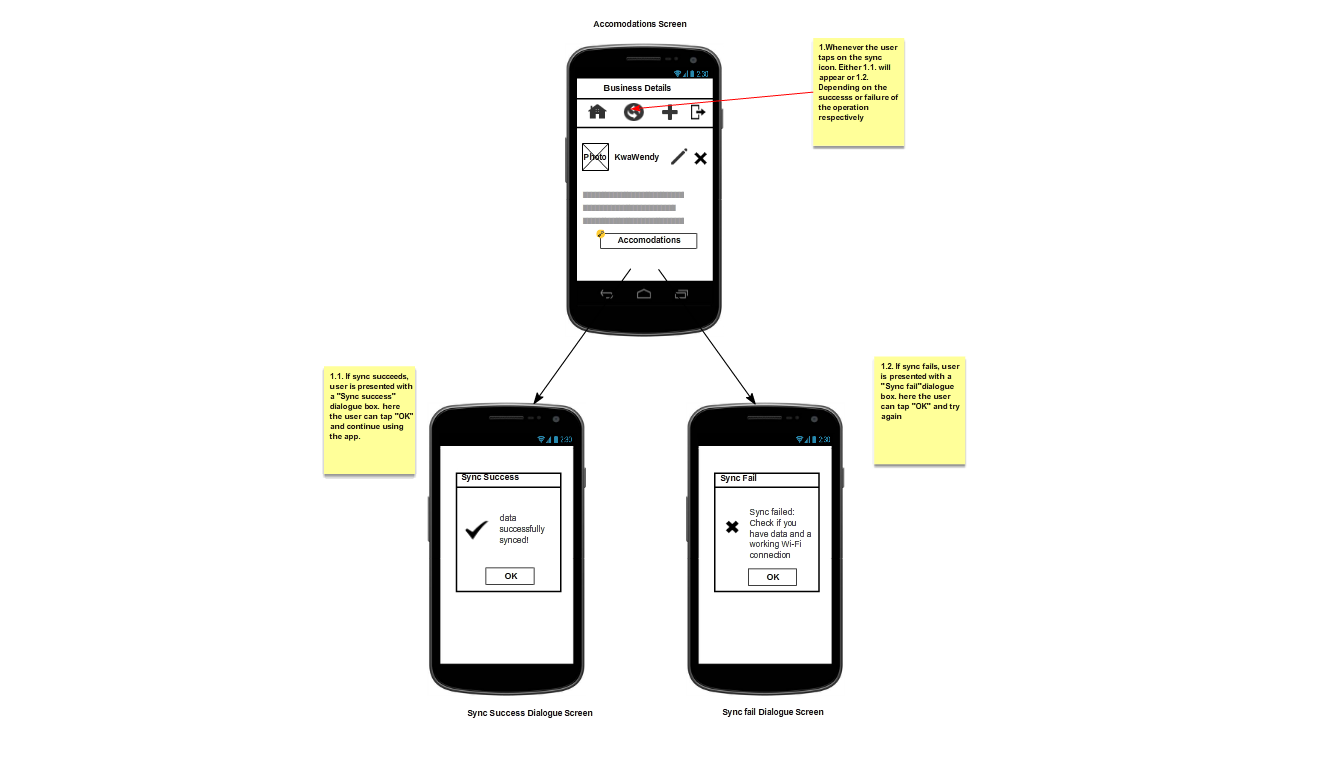 Accomodations Screen
2:30
Business Details
Photo
KwaWendy
Accomodations
1.Whenever the user
taps on the sync
icon. Either 1.1. will
appear or 1.2.
Depending on the
successs or failure of
the operation
respectively
1.1. If sync succeeds,
user is presented with
a "Sync success"
dialogue box. here
the user can tap "OK"
and continue using
the app.
2:30
Sync Success
data
successfully
synced!
OK
Sync Success Dialogue Screen
2:30
Sync Fail
Sync failed:
Check if you
have data and a
working Wi-Fi
connection
OK
Sync fail Dialogue Screen
1.2. If sync fails, user
is presented with a
"Sync fail"dialogue
box. here the user
can tap "OK" and try
again